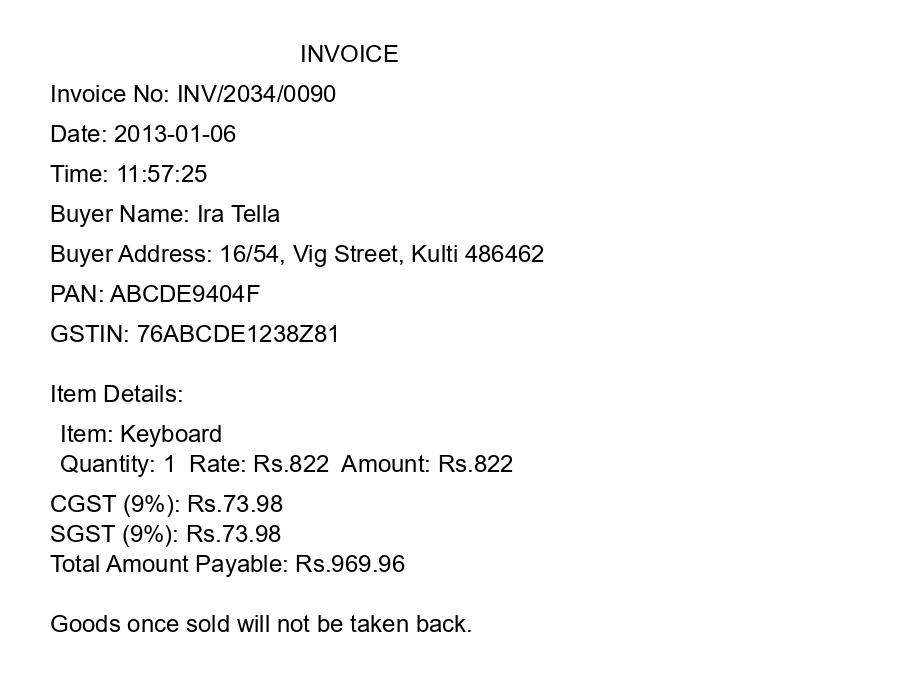 INVOICE
Invoice No: INV/2034/0090
Date: 2013-01-06
Time: 11:57:25
Buyer Name: Ira Tella
Buyer Address: 16/54, Vig Street, Kulti 486462
PAN: ABCDE9404F
GSTIN: 76ABCDE1238Z81
Item Details:
Item: Keyboard
Quantity: 1  Rate: Rs.822  Amount: Rs.822
CGST (9%): Rs.73.98
SGST (9%): Rs.73.98
Total Amount Payable: Rs.969.96
Goods once sold will not be taken back.